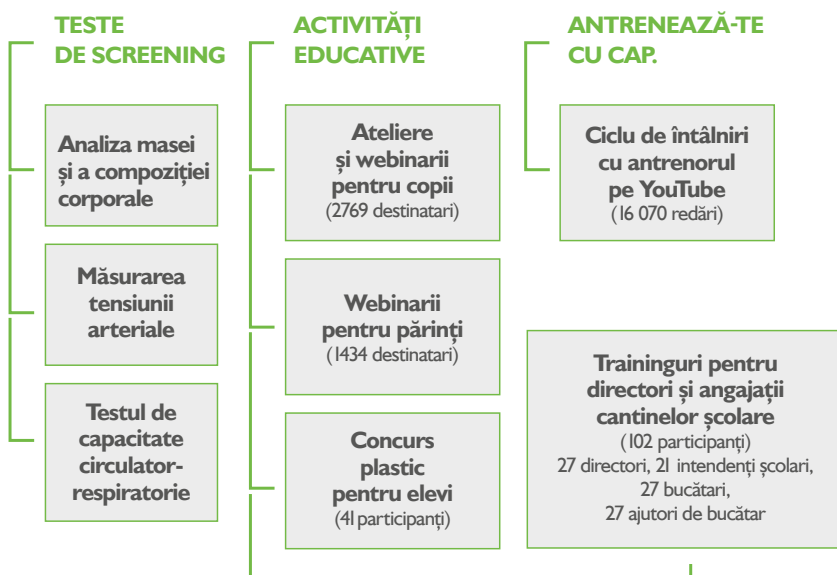 TESTE
DE SCREENING
Analiza masei
și a compoziției
corporale
Măsurarea
tensiunii
arteriale
Testul de
capacitate
circulator-
respiratorie
ACTIVITĂȚI
EDUCATIVE
Ateliere
și webinarii
pentru copii
(2769 destinatari)
Webinarii
pentru părinți
(1434 destinatari)
Concurs
plastic
pentru elevi
(41 participanți)
ANTRENEAZĂ-TE
CU CAP.
Ciclu de întâlniri
cu antrenorul
pe YouTube
(16 070 redări)
Traininguri pentru
directori și angajații
cantinelor școlare
(102 participanți)
27 directori, 21 intendenți școlari,
27 bucătari,
27 ajutori de bucătar